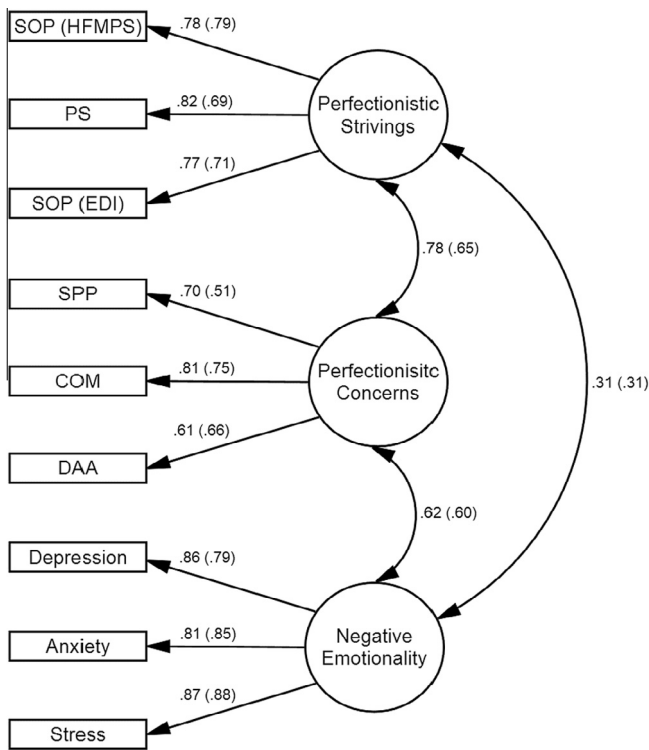 SOP (HFMPS)
.78 (.79)
Perfectionistic
Strivings
PS
.82 (.69)
.77 (.71)
SOP (EDI)
.78 (.65)
SPP
.70 (.51)
Perfectionisitc
Concerns
COM
.81 (.75)
.31 (.31)
.61 (.66)
DAA
.62 (.60)
Depression
.86 (.79)
Negative
Emotionality
Anxiety
.81 (.85)
.87 (.88)
Stress